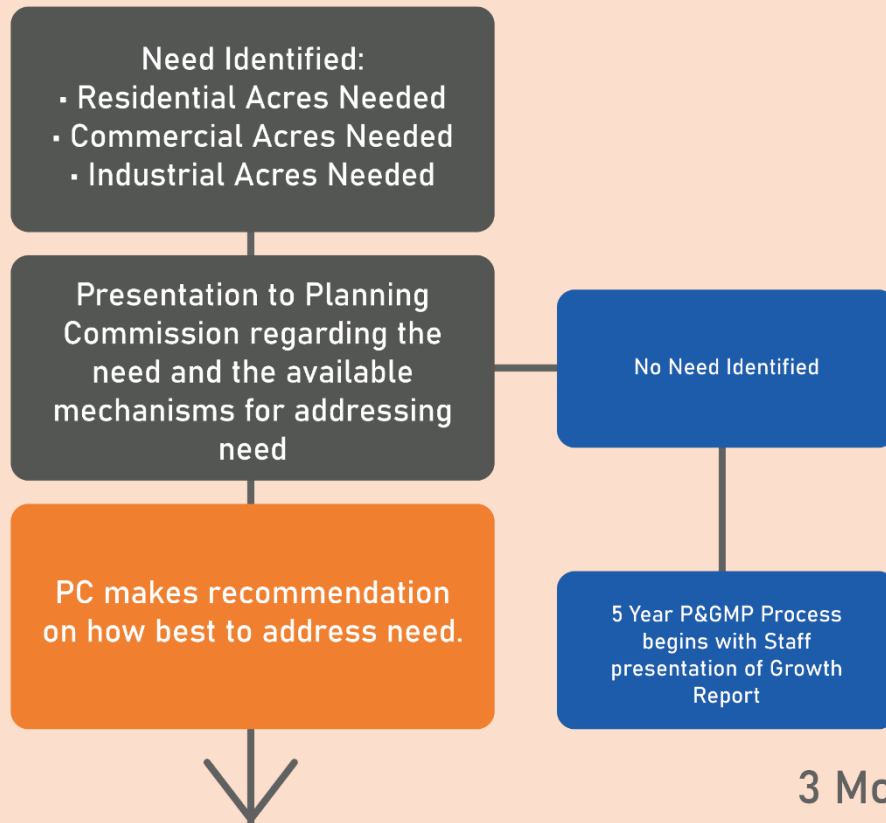 Need Identified:
· Residential Acres Needed
· Commercial Acres Needed
· Industrial Acres Needed
Presentation to Planning
Commission regarding the
need and the available
mechanisms for addressing
need
No Need Identified
PC makes recommendation
on how best to address need.
5 Year P&GMP Process
begins with Staff
presentation of Growth
Report
3